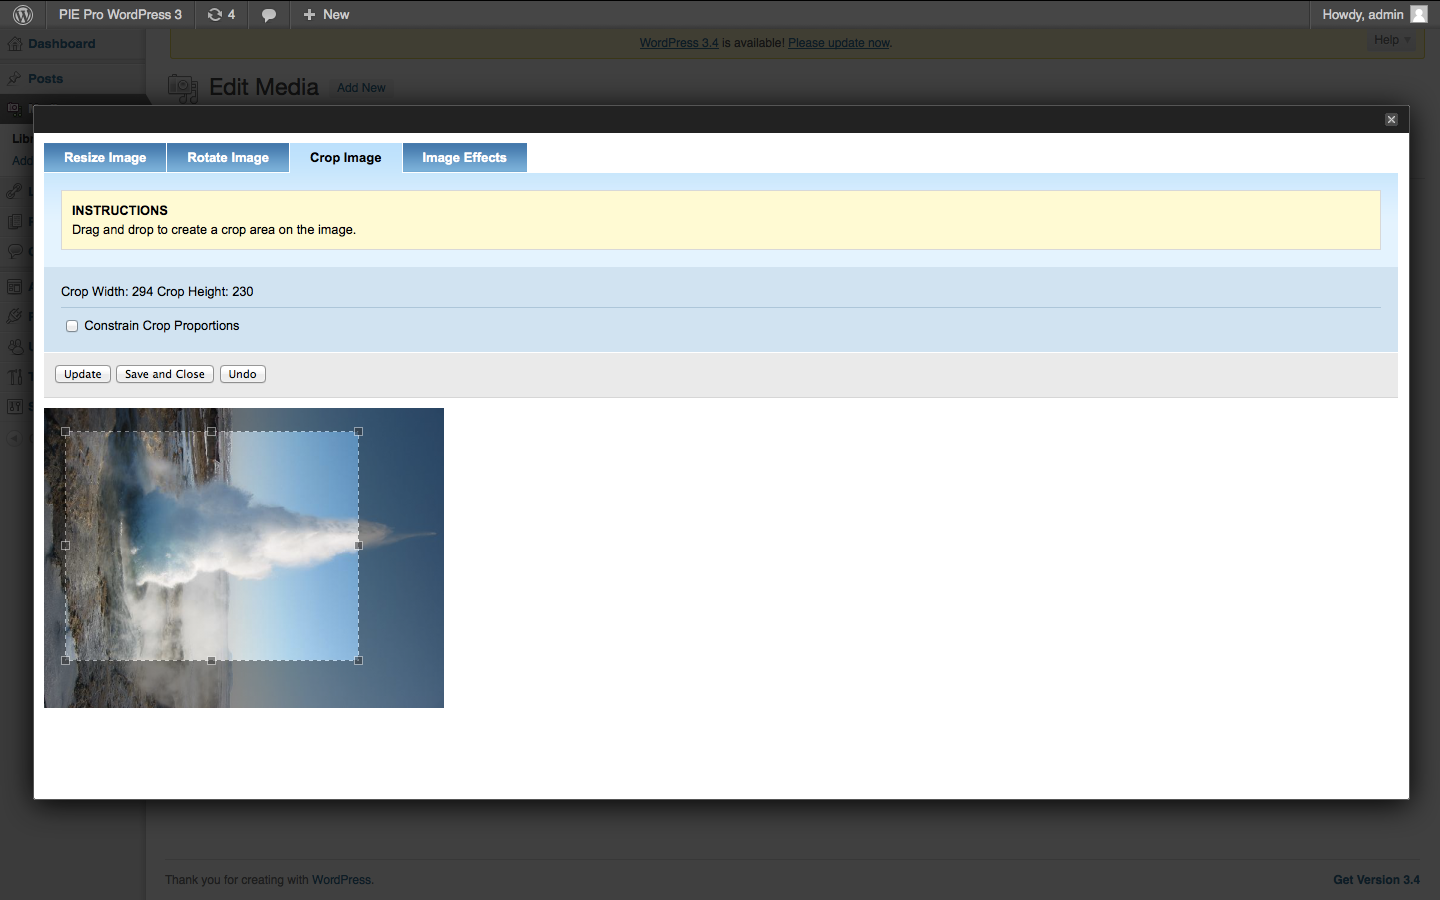 PIE Pro WordPress 3
4
New
Howdy, admin
Dashboard
WordPress 3.4 is available! Please update now.
Help
Posts
Edit Media
Add New
Resize Image
Rotate Image
Crop Image
Image Effects
INSTRUCTIONS
Drag and drop to create a crop area on the image.
Crop Width: 294 Crop Height: 230
Constrain Crop Proportions
Update
Save and Close
Undo
Thank you for creating with WordPress.
Get Version 3.4